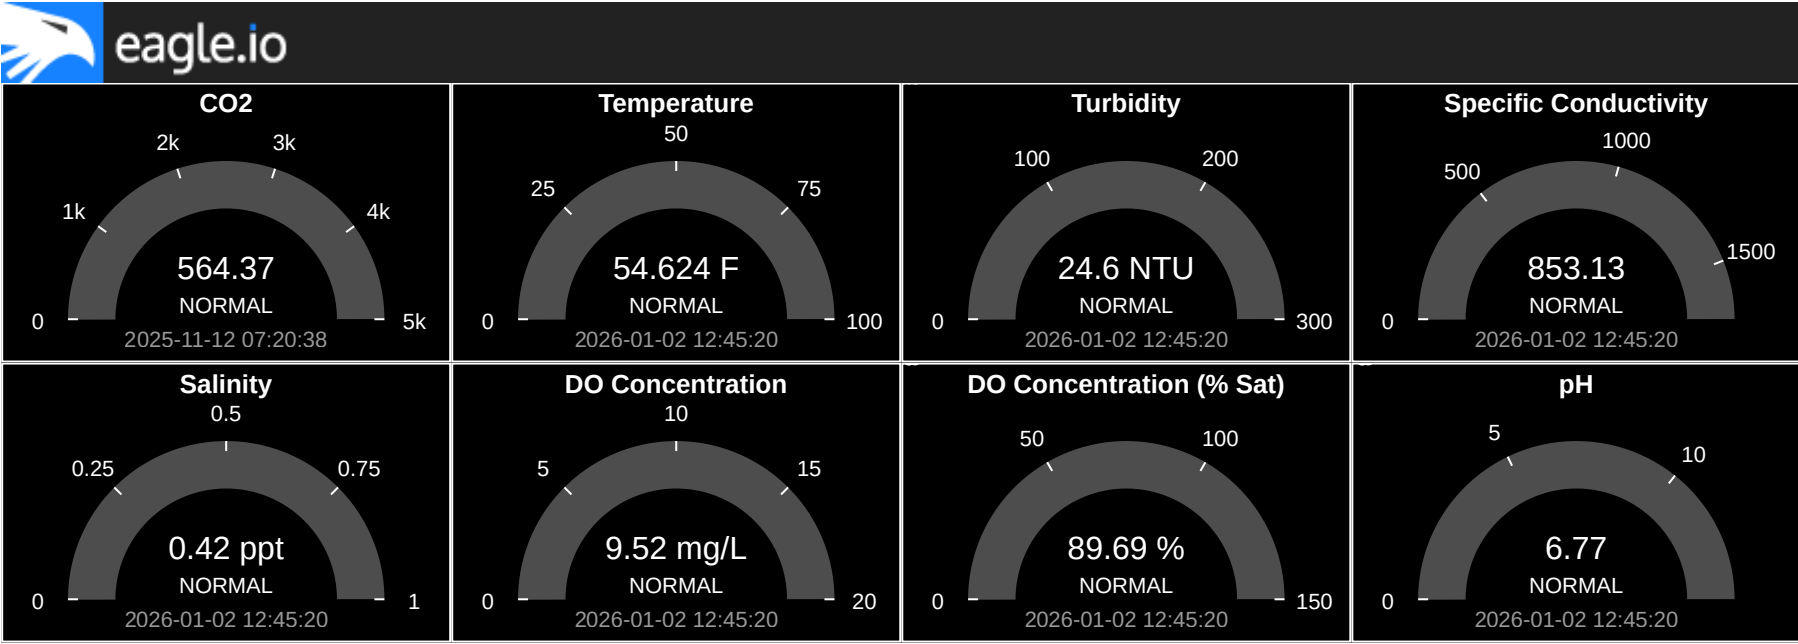 eagle.io
CO2
2k
3k
1k
4k
564.37
NORMAL
0
5k
2025-11-12 07:20:38
Temperature
50
25
75
54.624 F
NORMAL
0
100
2026-01-02 12:45:20
Turbidity
100
200
24.6 NTU
NORMAL
0
300
2026-01-02 12:45:20
Specific Conductivity
1000
500
1500
853.13
NORMAL
0
2026-01-02 12:45:20
Salinity
0.5
0.25
0.75
0.42 ppt
NORMAL
0
1
2026-01-02 12:45:20
DO Concentration
10
5
15
9.52 mg/L
NORMAL
0
20
2026-01-02 12:45:20
DO Concentration (% Sat)
50
100
89.69 %
NORMAL
0
150
2026-01-02 12:45:20
pH
5
10
6.77
NORMAL
0
2026-01-02 12:45:20